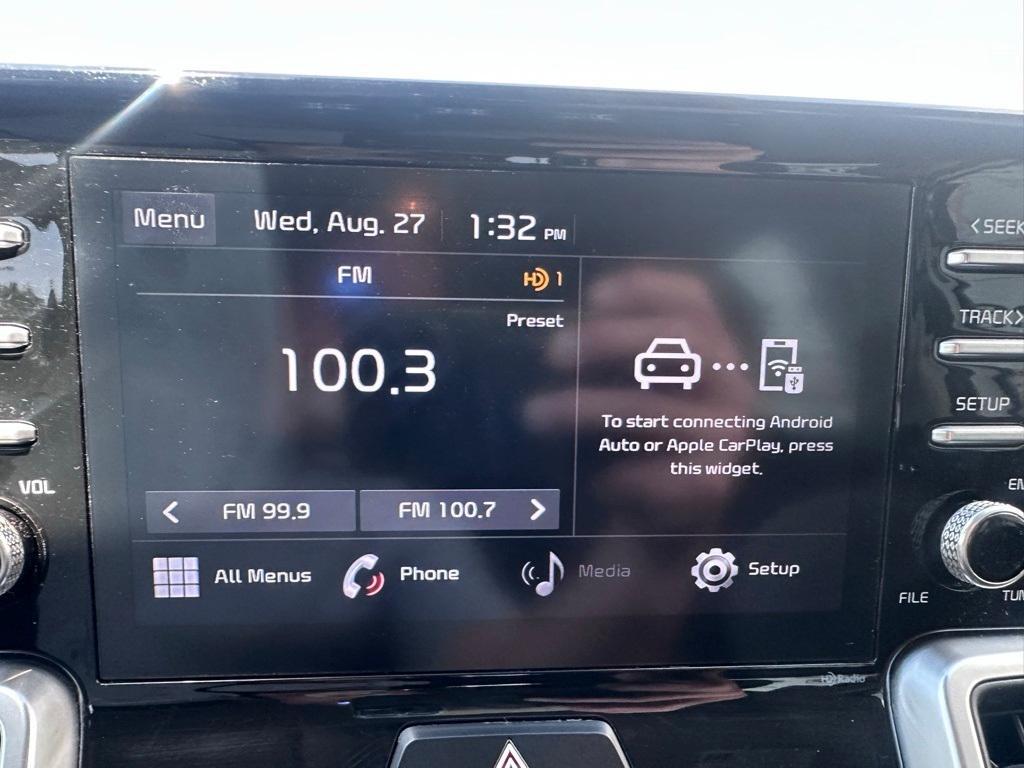 Menu Wed, Aug. 27 1:32 PM
FM HD 1
Preset
100.3
To start connecting Android
Auto or Apple CarPlay, press
this widget.
< FM 99.9 FM 100.7 >
All Menus Phone Media Setup
VOL
< SEEK
TRACK >
SETUP
FILE
HD Radio